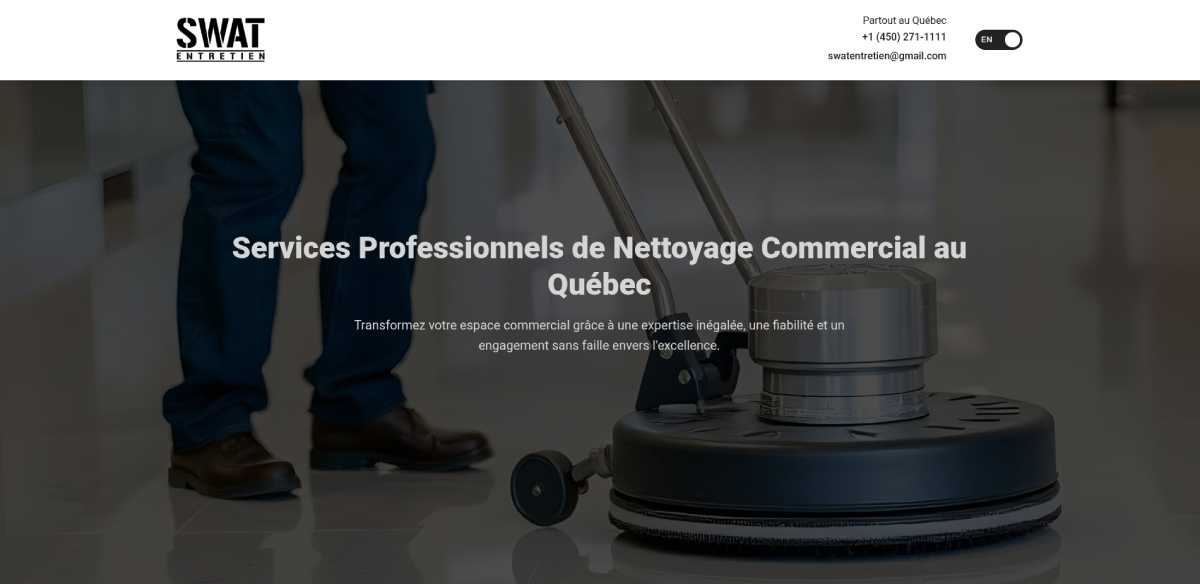 SWAT
ENTRETIEN
Partout au Québec
+1 (450) 271-1111
swatentretien@gmail.com
EN
Services Professionnels de Nettoyage Commercial au
Québec
Transformez votre espace commercial grâce à une expertise inégalée, une fiabilité et un
engagement sans faille envers l'excellence.